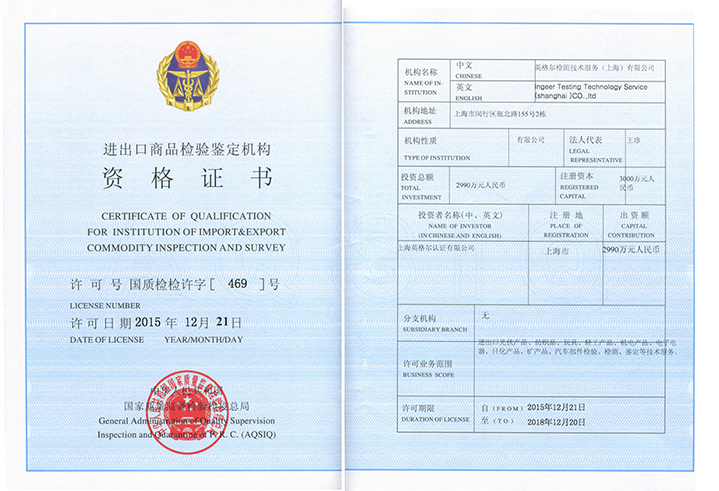 进出口商品检验鉴定机构
资格证书
CERTIFICATE OF QUALIFICATION
FOR INSTITUTION OF IMPORT&EXPORT
COMMODITY INSPECTION AND SURVEY
许可号 国质检检许字[ 469 ]号
LICENSE NUMBER
许可日期 2015 年 12 月 21 日
DATE OF LICENSE YEAR/MONTH/DAY
国家质量监督检验检疫总局
General Administration of Quality Supervision
Inspection and Quarantine of P. R. C. (AQSIQ)
机构名称
NAME OF IN-
STITUTION
中文
CHINESE
英格尔检测技术服务（上海）有限公司
英文
ENGLISH
Ingeer Testing Technology Service
(shanghai )CO.,ltd
机构地址
ADDRESS
上海市闵行区瓶北路155号2栋
机构性质
TYPE OF INSTITUTION
有限公司
法人代表
LEGAL
REPRESENTATIVE
王珍
投资总额
TOTAL
INVESTMENT
2990万元人民币
注册资本
REGISTERED
CAPITAL
3000万元人
民币
投资者名称(中、英文)
NAME OF INVESTOR
(IN CHINESE AND ENGLISH)
注册地
PLACE OF
REGISTRATION
出资额
CAPITAL
CONTRIBUTION
上海英格尔认证有限公司
上海市
2990万元人民币
分支机构
SUBSIDIARY BRANCH
无
许可业务范围
BUSINESS SCOPE
进出口光伏产品、纺织品、玩具、轻工产品、机电产品、电子电
器、日化产品、矿产品、汽车部件检验、检测、鉴定等技术服务.
许可期限
DURATION OF LICENSE
自 (FROM) 2015年12月21日
至 (TO) 2018年12月20日